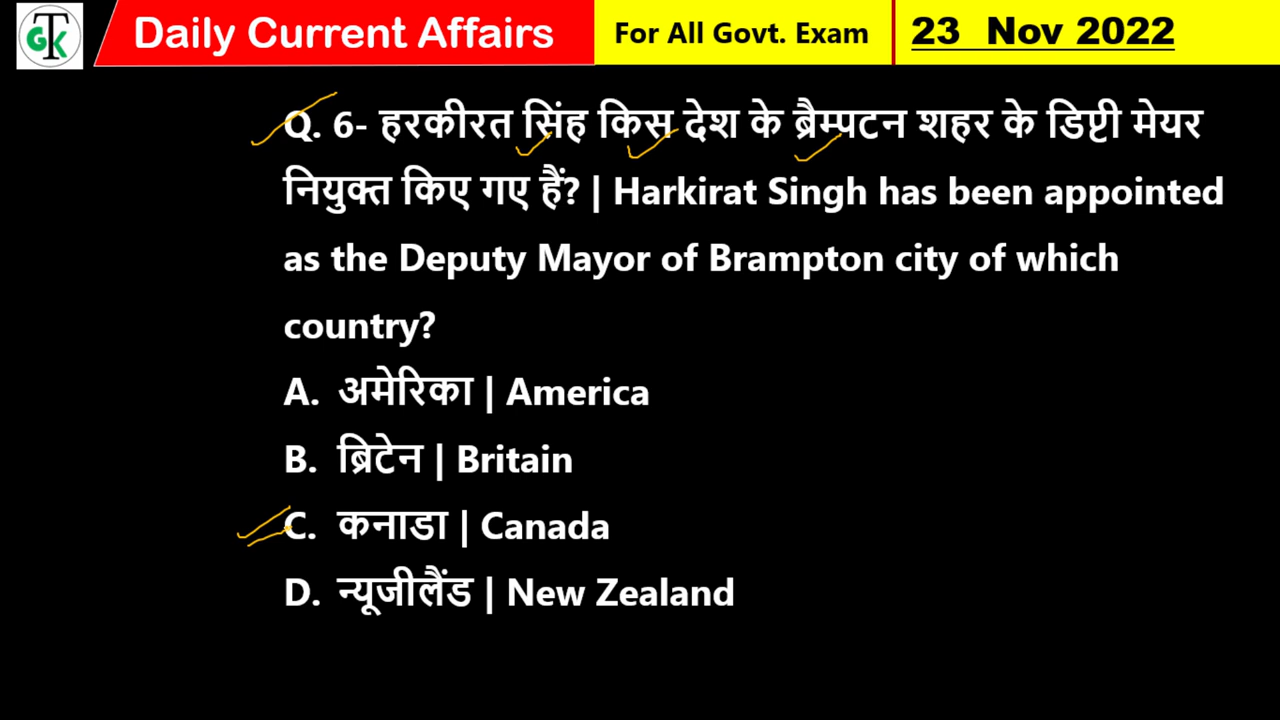 TGK Daily Current Affairs For All Govt. Exam 23 Nov 2022
Q. 6- हरकीरत सिंह किस देश के ब्रैम्पटन शहर के डिप्टी मेयर
नियुक्त किए गए हैं? | Harkirat Singh has been appointed
as the Deputy Mayor of Brampton city of which
country?
A. अमेरिका | America
B. ब्रिटेन | Britain
C. कनाडा | Canada
D. न्यूजीलैंड | New Zealand